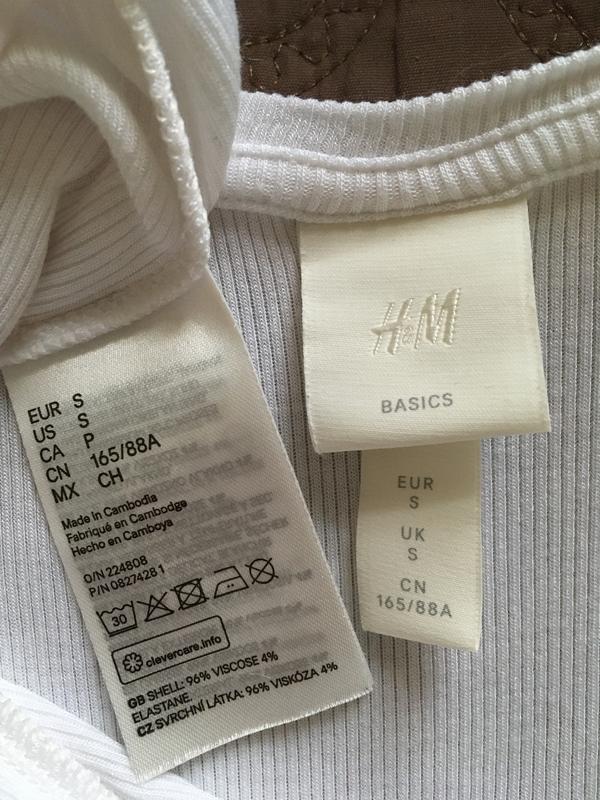 EUR S
US S
CA P
CN 165/88A
MX CH
Made in Cambodia
Fabriqué en Cambodge
Hecho en Camboya
O/N 224808
P/N 0827428 1
30
clevercare.info
GB SHELL: 96% VISCOSE 4%
ELASTANE.
CZ SVRCHNÍ LÁTKA: 96% VISKÓZA 4%
H&M
BASICS
EUR
S
UK
S
CN
165/88A